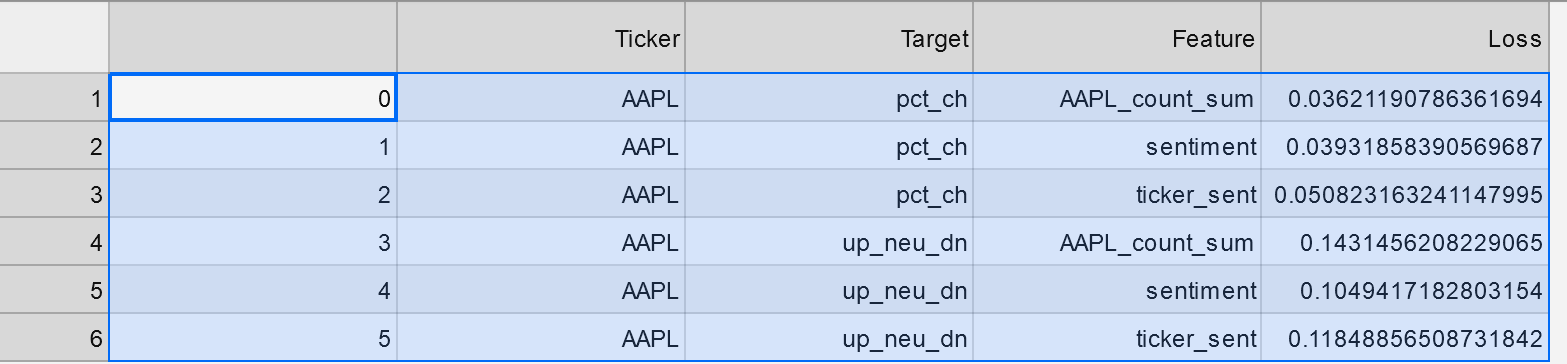 Ticker Target Feature Loss
1 0 AAPL pct_ch AAPL_count_sum 0.03621190786361694
2 1 AAPL pct_ch sentiment 0.03931858390569687
3 2 AAPL pct_ch ticker_sent 0.050823163241147995
4 3 AAPL up_neu_dn AAPL_count_sum 0.1431456208229065
5 4 AAPL up_neu_dn sentiment 0.1049417182803154
6 5 AAPL up_neu_dn ticker_sent 0.11848856508731842